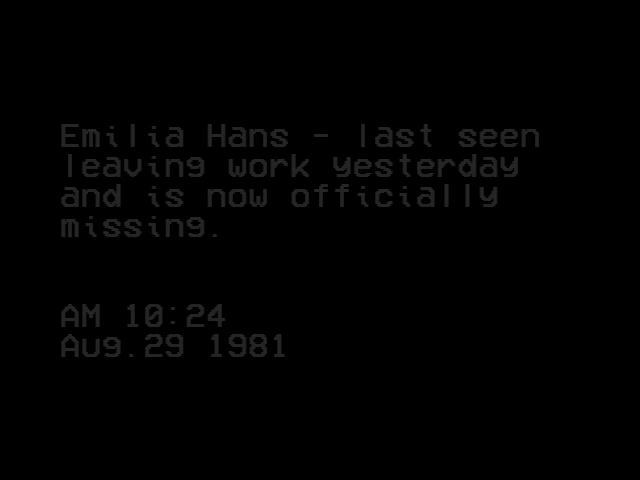 Emilia Hans - last seen
leaving work yesterday
and is now officially
missing.
AM 10:24
Aug.29 1981